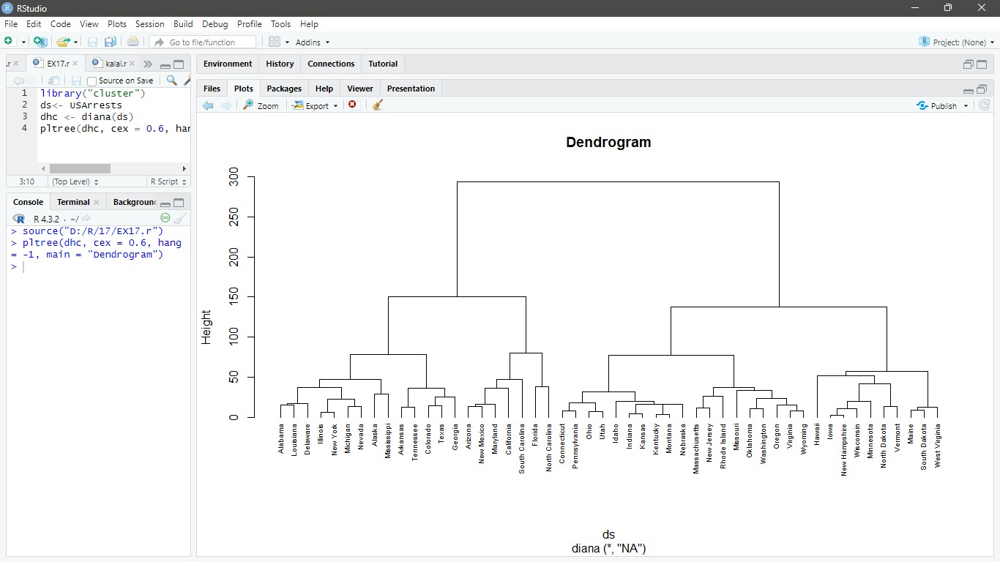 RStudio
File Edit Code View Plots Session Build Debug Profile Tools Help
Go to file/function Addins Project: (None)
.r EX17.r kalai.r
Source on Save
1 library("cluster")
2 ds<- USArrests
3 dhc <- diana(ds)
4 pltree(dhc, cex = 0.6, har
3:10 (Top Level) R Script
Console Terminal Background
R 4.3.2 . ~/
> source("D:/R/17/EX17.r")
> pltree(dhc, cex = 0.6, hang
= -1, main = "Dendrogram")
>
Environment History Connections Tutorial
Files Plots Packages Help Viewer Presentation
Zoom Export Publish
Dendrogram
Height
300
250
200
150
100
50
0
Alabama
Louisiana
Delaware
Illinois
New York
Michigan
Nevada
Alaska
Mississippi
Arkansas
Tennessee
Colorado
Texas
Georgia
Arizona
New Mexico
Maryland
California
South Carolina
Florida
North Carolina
Connecticut
Pennsylvania
Ohio
Utah
Idaho
Indiana
Kansas
Kentucky
Montana
Nebraska
Massachusetts
New Jersey
Rhode Island
Missouri
Oklahoma
Washington
Oregon
Virginia
Wyoming
Hawaii
Iowa
New Hampshire
Wisconsin
Minnesota
North Dakota
Vermont
Maine
South Dakota
West Virginia
ds
diana (*, "NA")